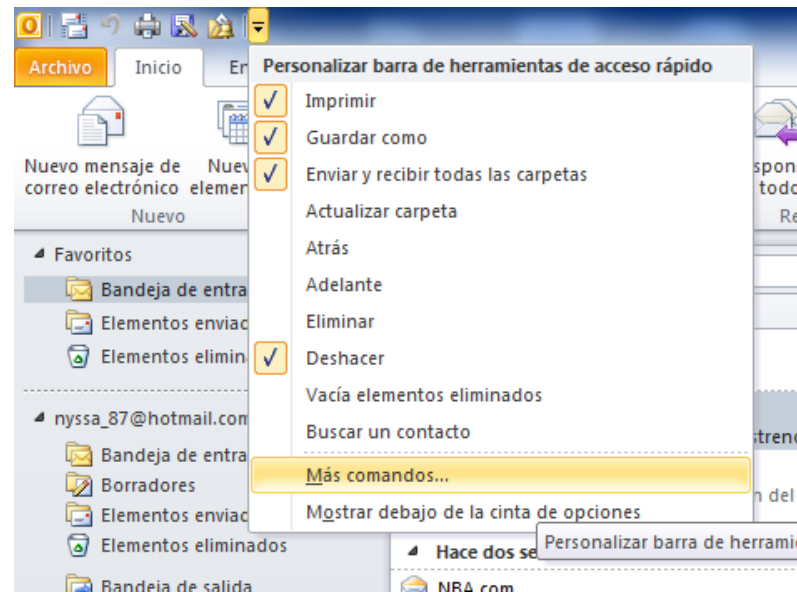 Archivo
Inicio
Personalizar barra de herramientas de acceso rápido
Imprimir
Guardar como
Enviar y recibir todas las carpetas
Actualizar carpeta
Atrás
Adelante
Eliminar
Deshacer
Vacía elementos eliminados
Buscar un contacto
Más comandos...
Mostrar debajo de la cinta de opciones
Nuevo mensaje de
correo electrónico
Nuevo
Favoritos
Bandeja de entra
Elementos enviad
Elementos elimin
nyssa_87@hotmail.com
Bandeja de entra
Borradores
Elementos enviad
Elementos eliminados
Bandeja de salida
Personalizar barra de herrami
Hace dos se
NBA.com